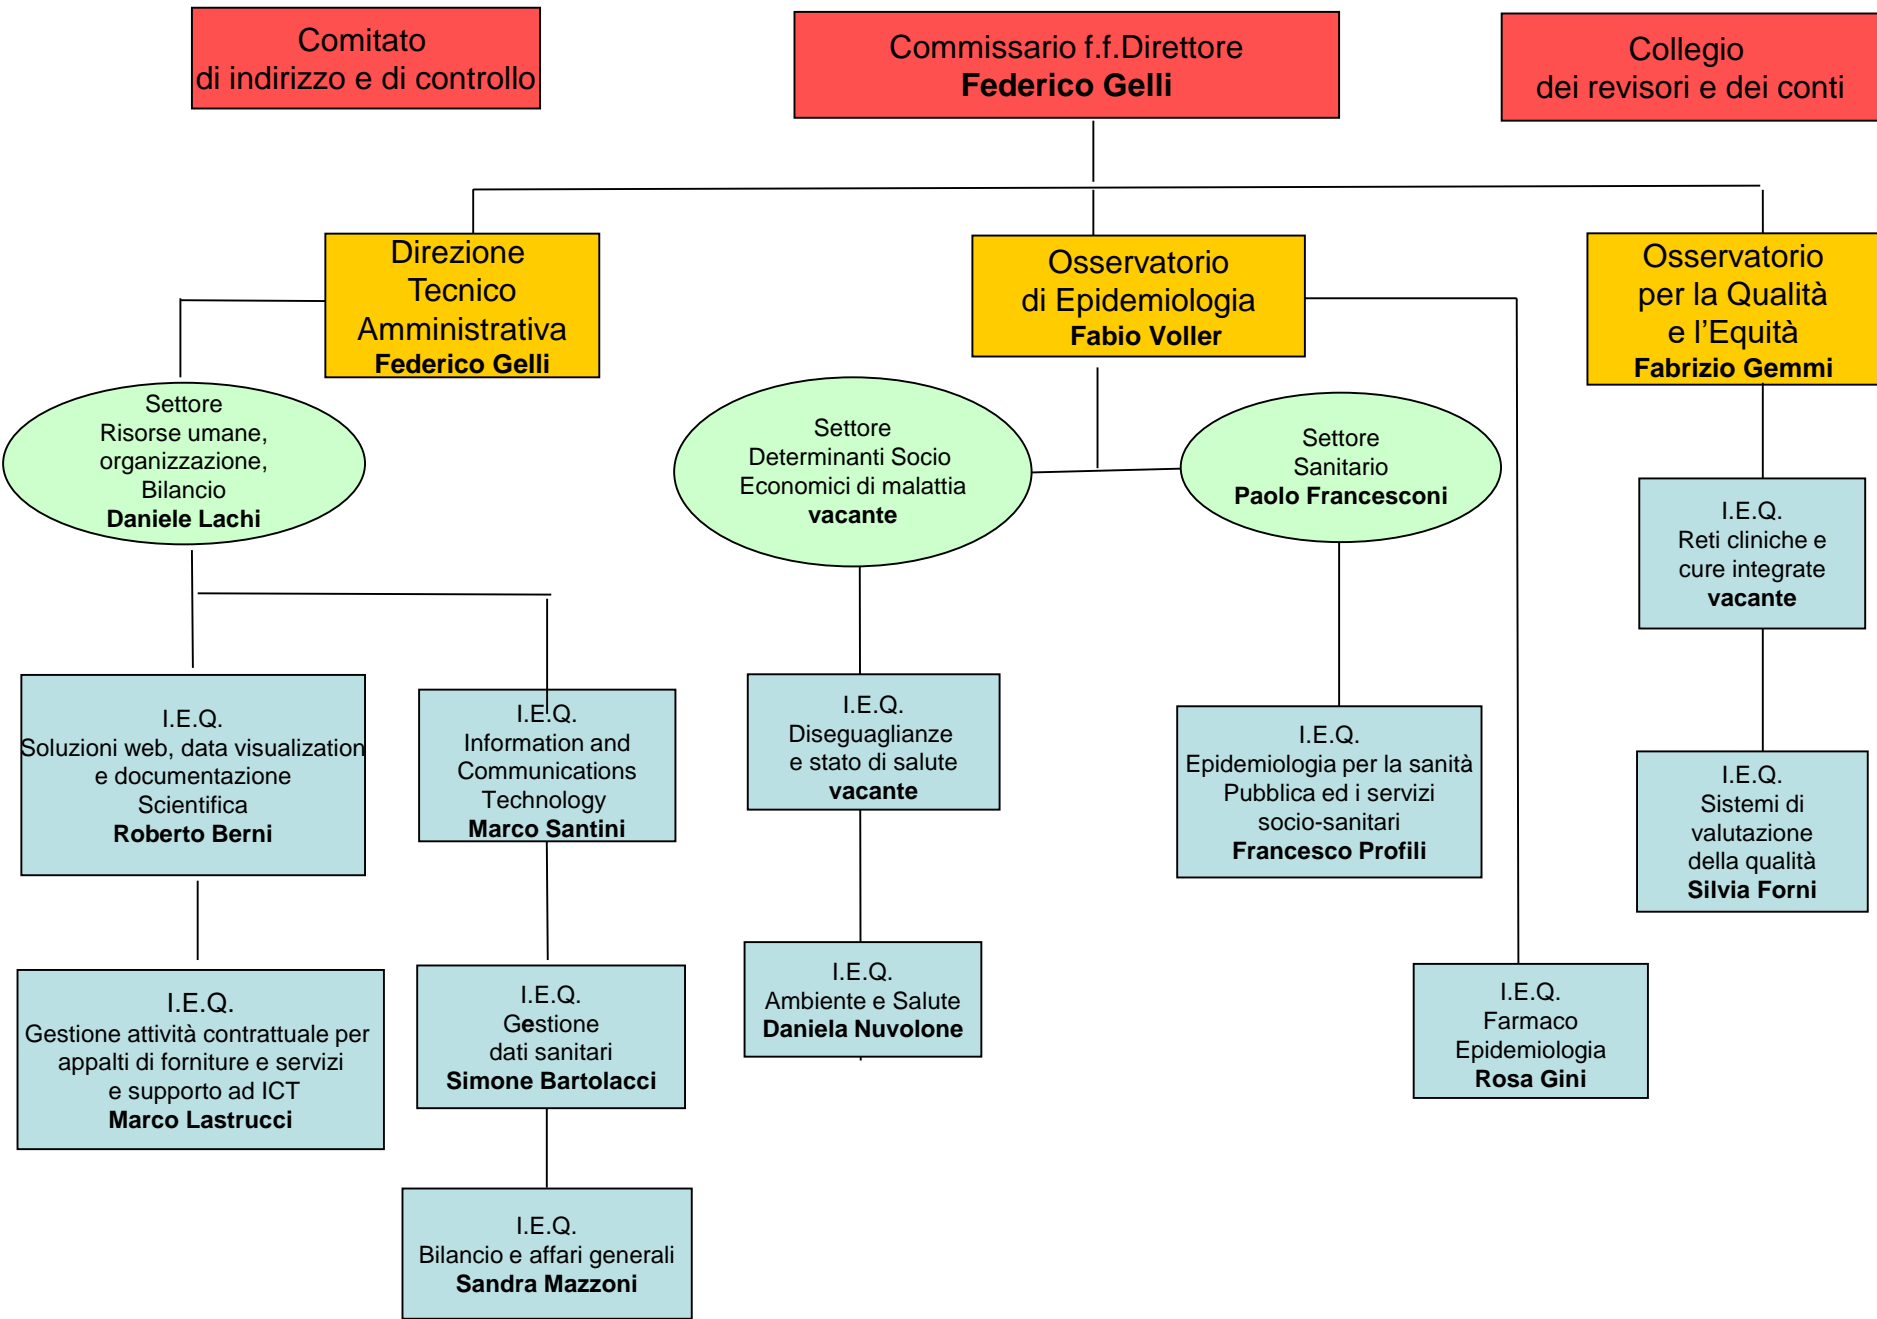 Comitato
di indirizzo e di controllo
Commissario f.f.Direttore
Federico Gelli
Collegio
dei revisori e dei conti
Direzione
Tecnico
Amministrativa
Federico Gelli
Osservatorio
di Epidemiologia
Fabio Voller
Osservatorio
per la Qualità
e l'Equità
Fabrizio Gemmi
Settore
Risorse umane,
organizzazione,
Bilancio
Daniele Lachi
Settore
Determinanti Socio
Economici di malattia
vacante
Settore
Sanitario
Paolo Francesconi
I.E.Q.
Reti cliniche e
cure integrate
vacante
I.E.Q.
Soluzioni web, data visualization
e documentazione
Scientifica
Roberto Berni
I.E.Q.
Information and
Communications
Technology
Marco Santini
I.E.Q.
Diseguaglianze
e stato di salute
vacante
I.E.Q.
Epidemiologia per la sanità
Pubblica ed i servizi
socio-sanitari
Francesco Profili
I.E.Q.
Sistemi di
valutazione
della qualità
Silvia Forni
I.E.Q.
Gestione attività contrattuale per
appalti di forniture e servizi
e supporto ad ICT
Marco Lastrucci
I.E.Q.
Gestione
dati sanitari
Simone Bartolacci
I.E.Q.
Ambiente e Salute
Daniela Nuvolone
I.E.Q.
Farmaco
Epidemiologia
Rosa Gini
I.E.Q.
Bilancio e affari generali
Sandra Mazzoni